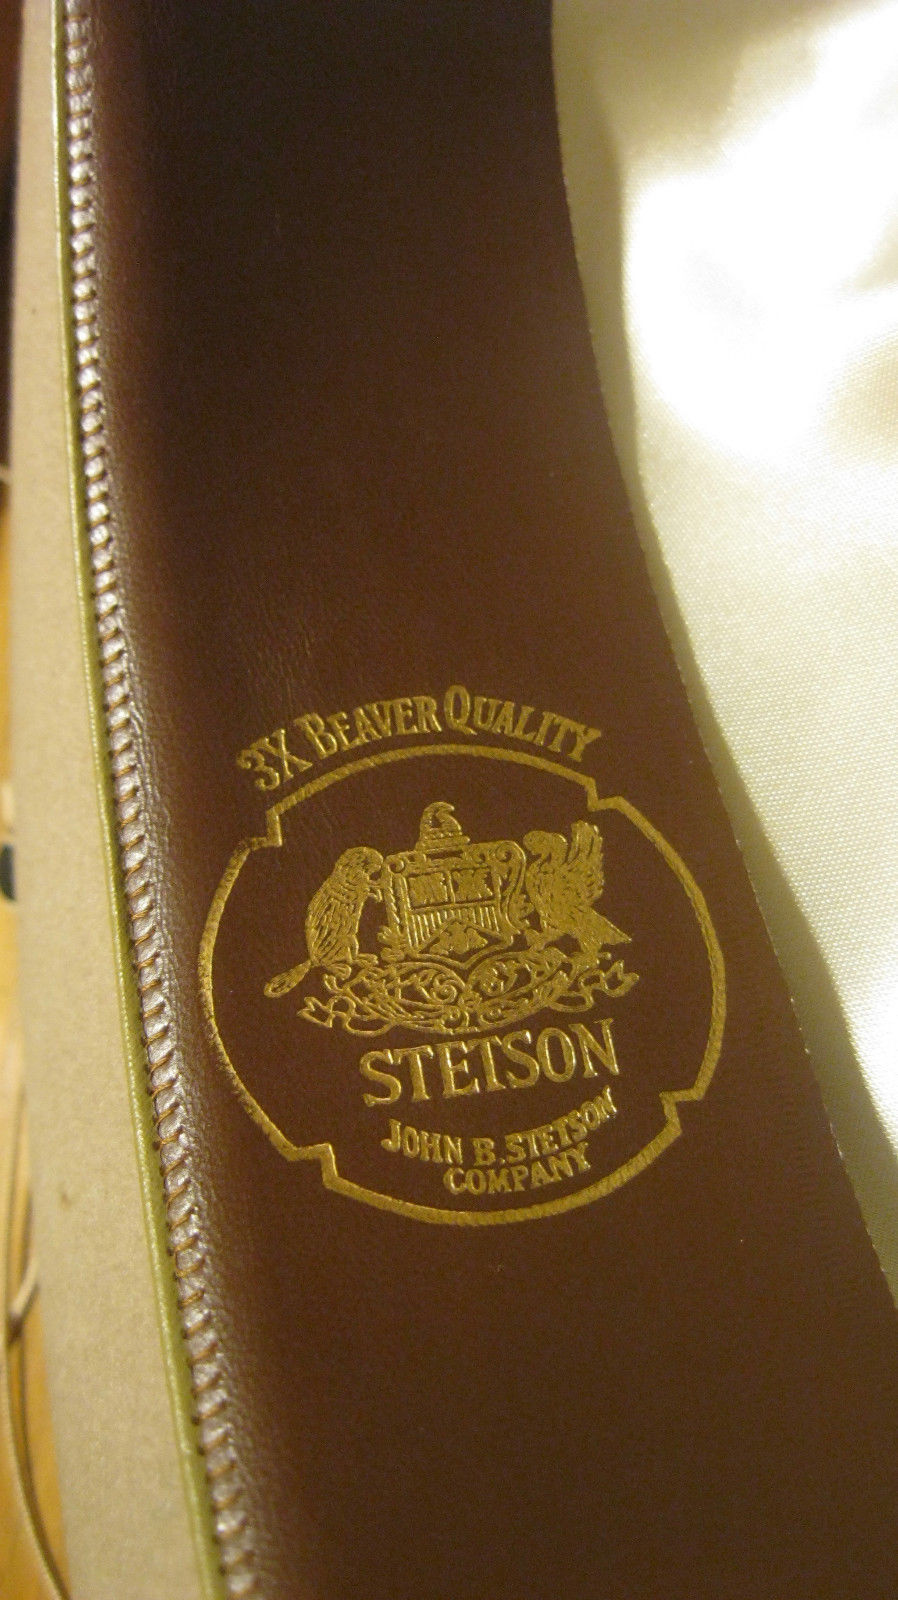 3X BEAVER QUALITY
STETSON
JOHN B. STETSON
COMPANY